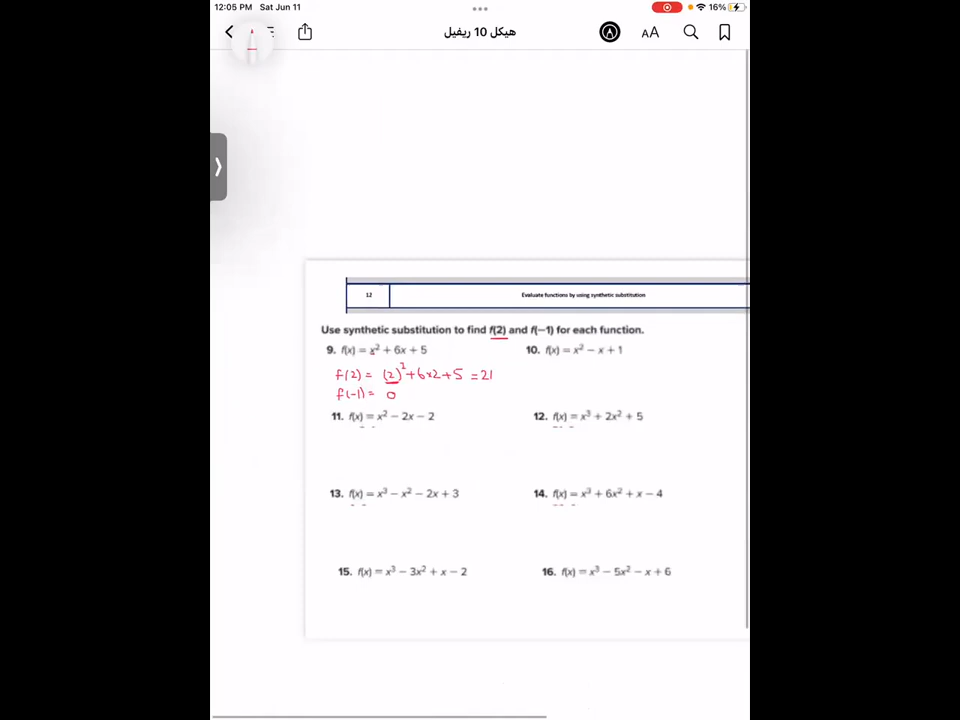 12:05 PM Sat Jun 11
16%
هيكل 10 ريفيل
AA
12 Evaluate functions by using synthetic substitution
Use synthetic substitution to find f(2) and f(−1) for each function.
9. f(x) = x² + 6x + 5
10. f(x) = x² − x + 1
f(2) = (2)² + 6x2 + 5 = 21
f(-1) = 0
11. f(x) = x² − 2x − 2
12. f(x) = x³ + 2x² + 5
13. f(x) = x³ − x² − 2x + 3
14. f(x) = x³ + 6x² + x − 4
15. f(x) = x³ − 3x² + x − 2
16. f(x) = x³ − 5x² − x + 6